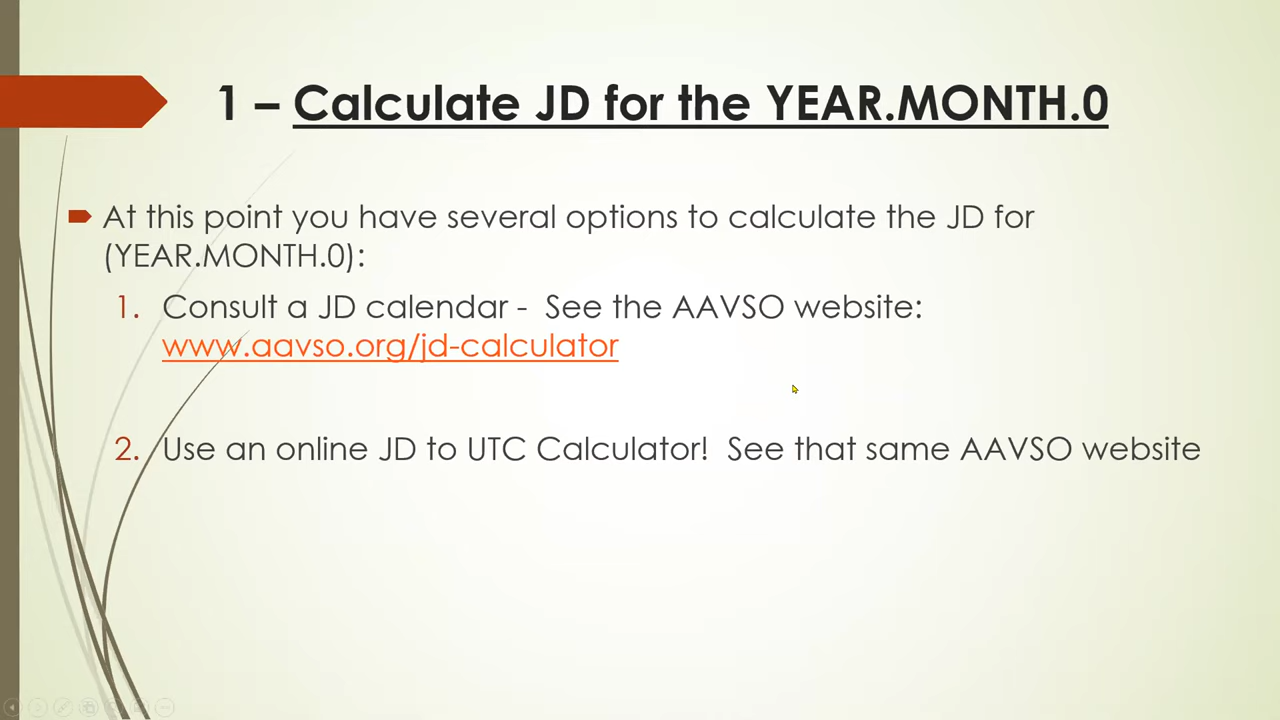 1 – Calculate JD for the YEAR.MONTH.0
At this point you have several options to calculate the JD for
(YEAR.MONTH.0):
1. Consult a JD calendar - See the AAVSO website:
www.aavso.org/jd-calculator
2. Use an online JD to UTC Calculator! See that same AAVSO website